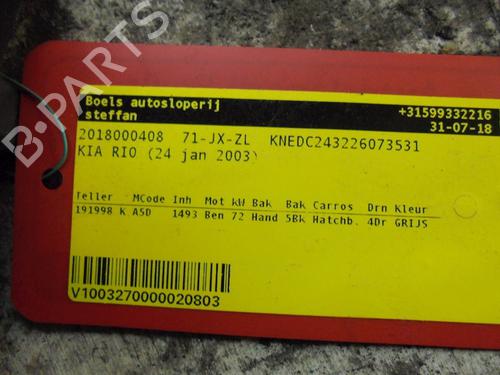 B-PARTS
Boels autosloperij
steffan
+31599332216
31-07-18
2018000408 71-JX-ZL KNEDC243226073531
KIA RIO (24 jan 2003)
Teller MCode Inh Mot kW Bak Bak Carros Drn Kleur
191998 K A5D 1493 Ben 72 Hand 5Bk Hatchb. 4Dr GRIJS
V1003270000020803